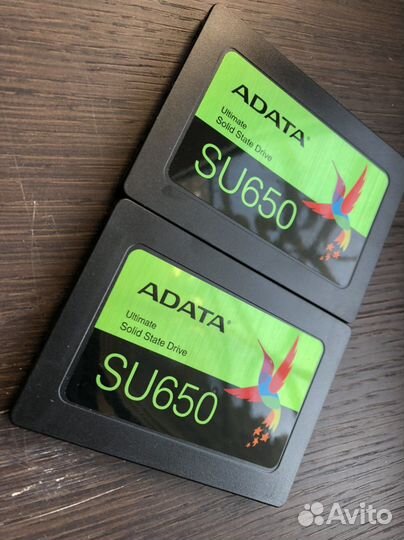 ADATA
Ultimate
Solid State Drive
SU650
ADATA
Ultimate
Solid State Drive
SU650
Avito